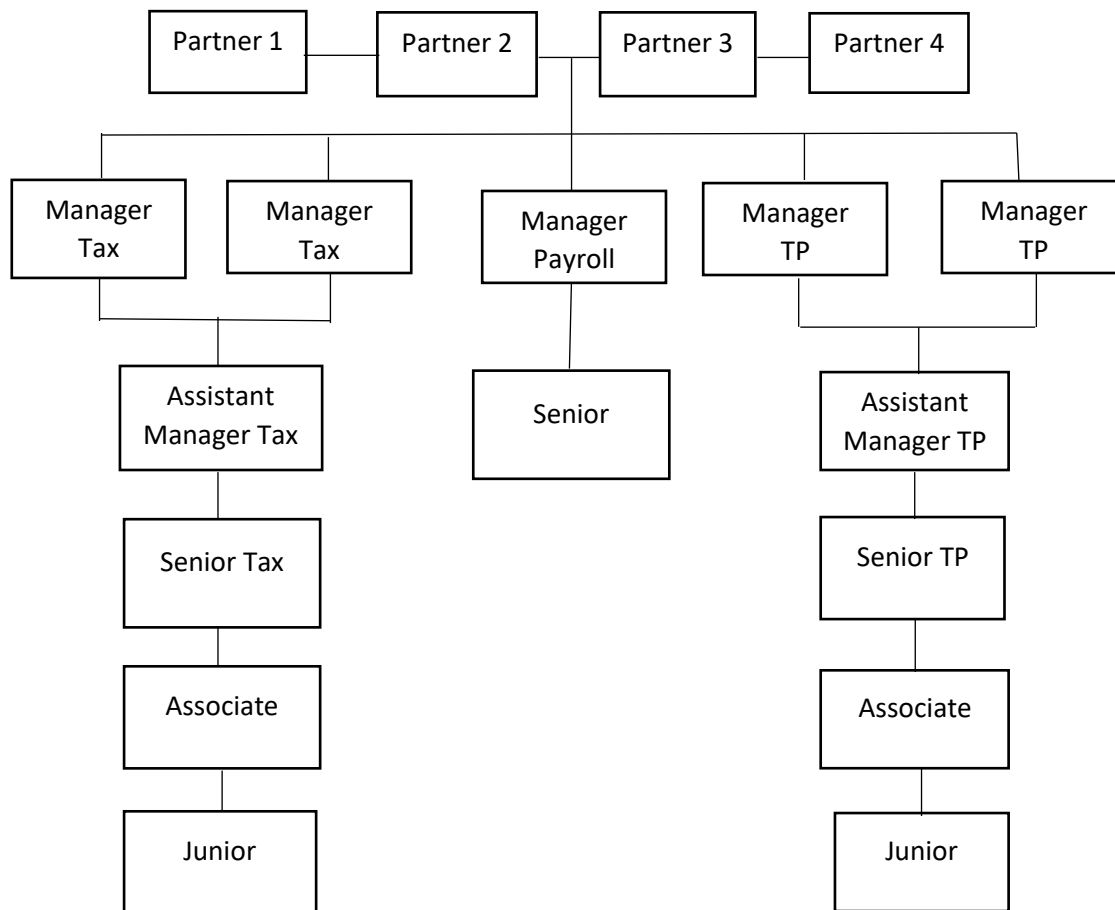 Partner 1
Partner 2
Partner 3
Partner 4
Manager
Tax
Manager
Tax
Manager
Payroll
Manager
TP
Manager
TP
Assistant
Manager Tax
Senior
Assistant
Manager TP
Senior Tax
Senior TP
Associate
Associate
Junior
Junior